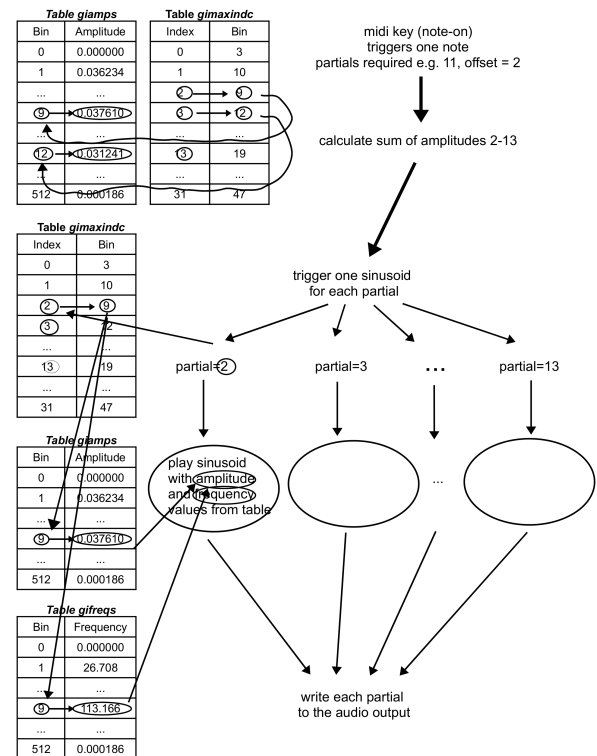 Table giamps
Bin Amplitude
0 0.000000
1 0.036234
... ...
9 0.037610
... ...
12 0.031241
... ...
512 0.000186
Table gimaxindc
Index Bin
0 3
1 10
2 9
3 12
... ...
13 19
... ...
31 47
midi key (note-on)
triggers one note
partials required e.g. 11, offset = 2
calculate sum of amplitudes 2-13
trigger one sinusoid
for each partial
Table gimaxindc
Index Bin
0 3
1 10
2 9
3 12
... ...
13 19
... ...
31 47
partial=2
partial=3
...
partial=13
play sinusoid
with amplitude
and frequency
values from table
...
Table giamps
Bin Amplitude
0 0.000000
1 0.036234
... ...
9 0.037610
... ...
512 0.000186
Table gifreqs
Bin Frequency
0 0.000000
1 26.708
... ...
9 113.166
... ...
512 0.000186
write each partial
to the audio output